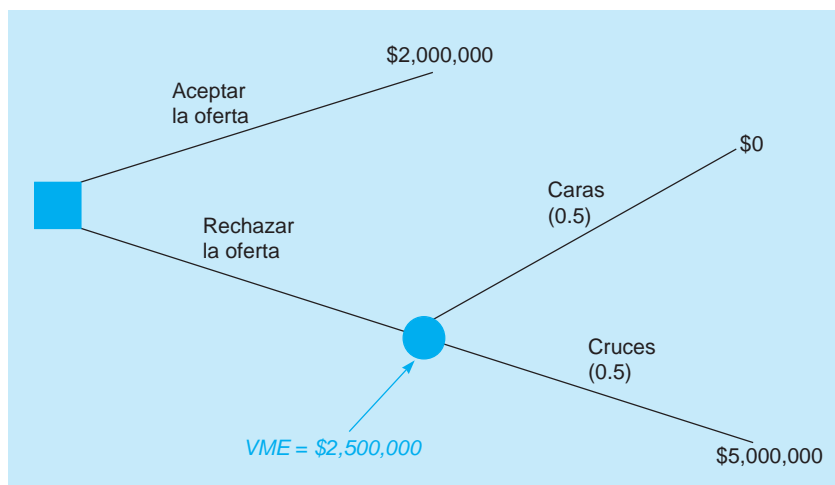 $2,000,000
Aceptar
la oferta
$0
Caras
(0.5)
Rechazar
la oferta
Cruces
(0.5)
VME = $2,500,000
$5,000,000